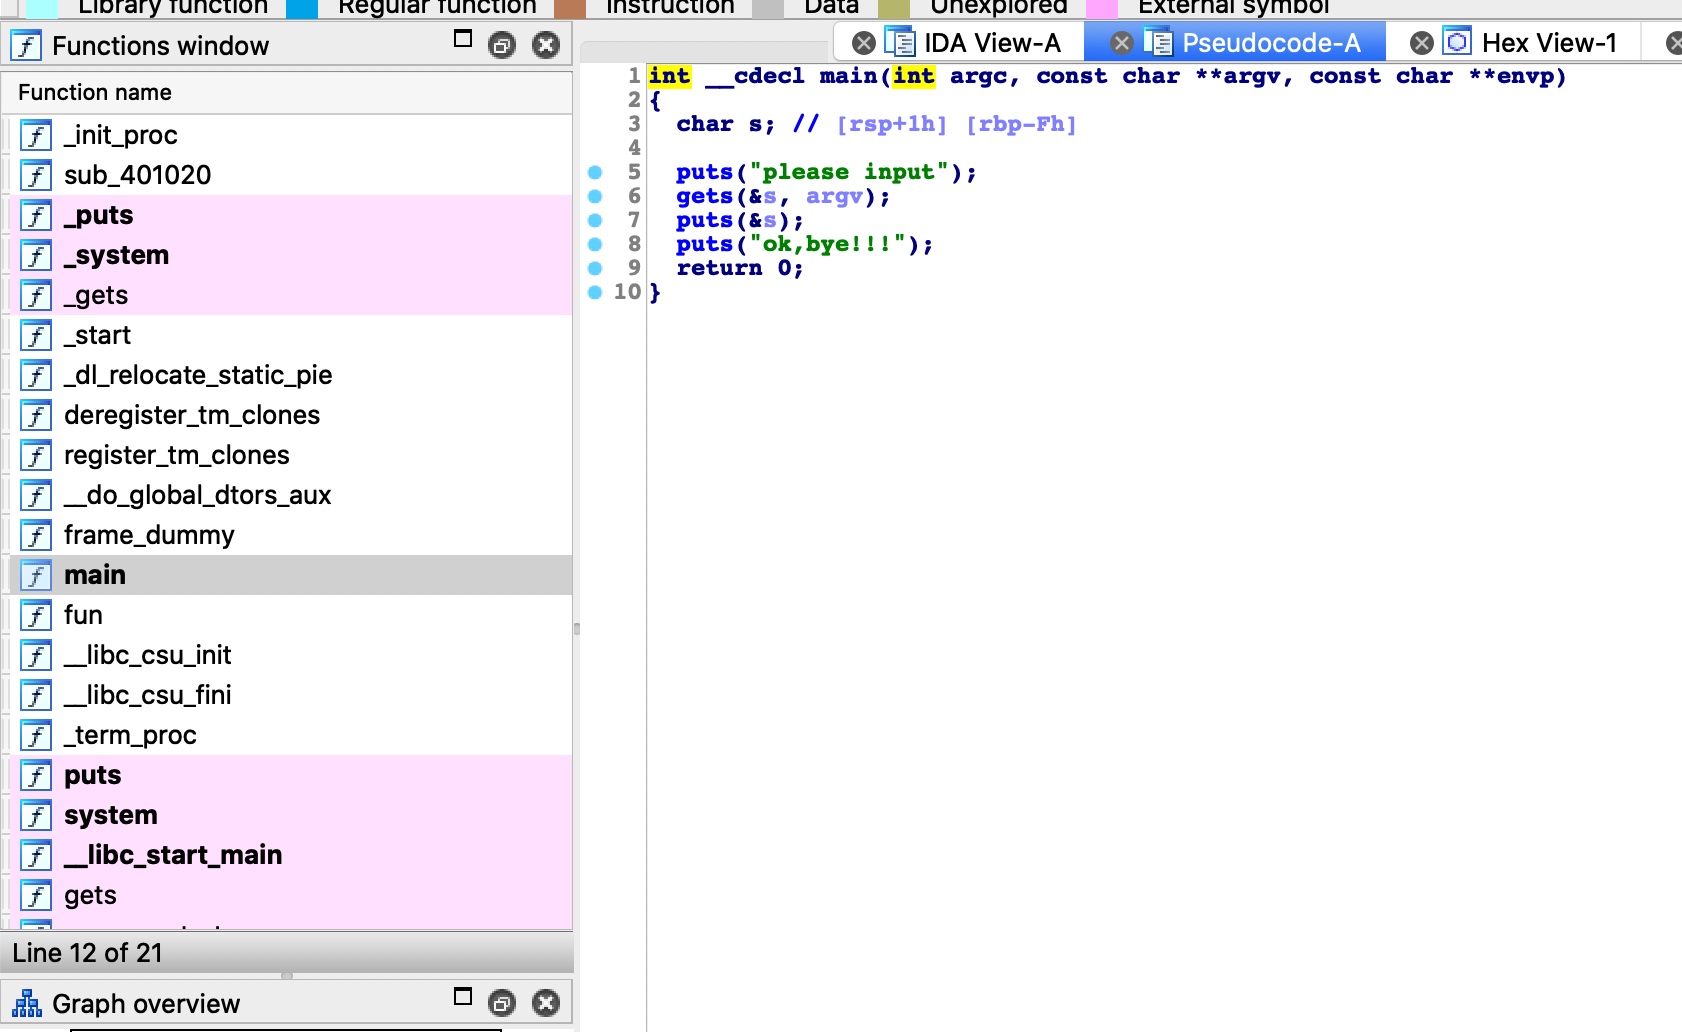 Library function Regular function Instruction Data Unexplored External symbol
Functions window
IDA View-A Pseudocode-A Hex View-1
Function name
_init_proc
sub_401020
_puts
_system
_gets
_start
_dl_relocate_static_pie
deregister_tm_clones
register_tm_clones
__do_global_dtors_aux
frame_dummy
main
fun
__libc_csu_init
__libc_csu_fini
_term_proc
puts
system
__libc_start_main
gets
Line 12 of 21
Graph overview
1 int __cdecl main(int argc, const char **argv, const char **envp)
2 {
3 char s; // [rsp+1h] [rbp-Fh]
4
5 puts("please input");
6 gets(&s, argv);
7 puts(&s);
8 puts("ok,bye!!!");
9 return 0;
10 }